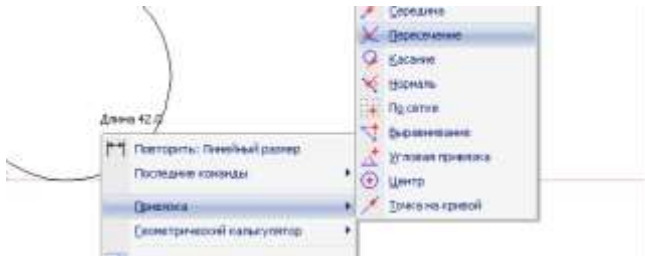 Середина
Пересечение
Касание
Нормаль
По сетке
Выравнивание
Угловая привязка
Центр
Точка на кривой
Длина 42.0
Повторить: Линейный размер
Последние команды
Привязка
Геометрический калькулятор